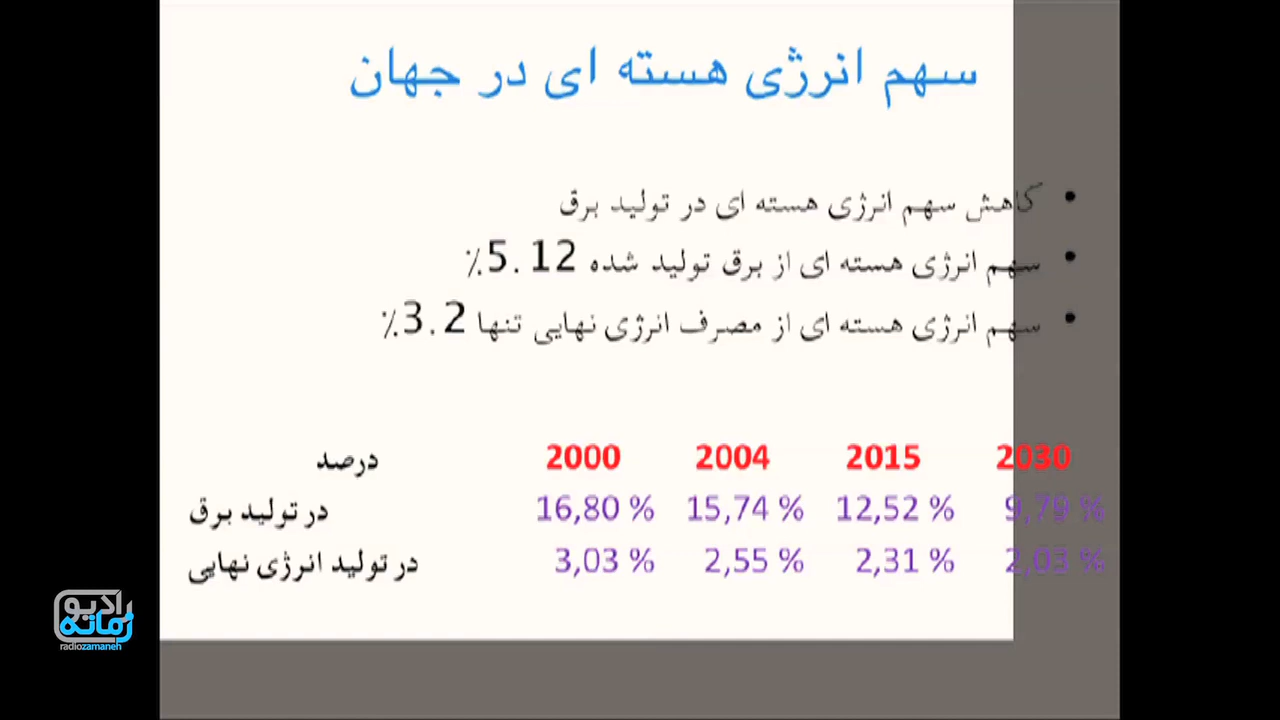 سهم انرژی هسته ای در جهان
• کاهش سهم انرژی هسته ای در تولید برق
• سهم انرژی هسته ای از برق تولید شده 5.12٪
• سهم انرژی هسته ای از مصرف انرژی نهایی تنها 3.2٪
درصد 2000 2004 2015 2030
در تولید برق 16,80 % 15,74 % 12,52 % 9,79 %
در تولید انرژی نهایی 3,03 % 2,55 % 2,31 % 2,03 %
رادیو
زمانه
radiozamaneh